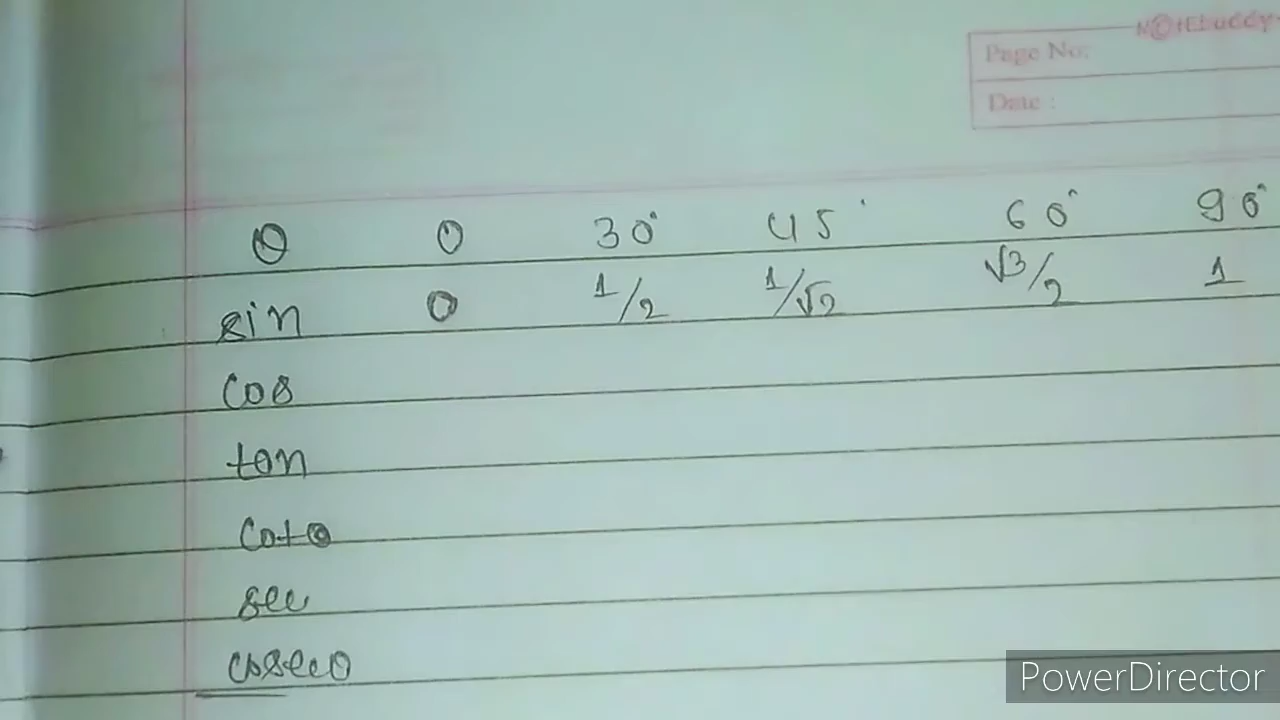 NOtEbuddy
Page No.
Date :
θ 0 30° 45° 60° 90°
sin 0 1/2 1/√2 √3/2 1
cos
tan
cotθ
sec
cosecθ
PowerDirector